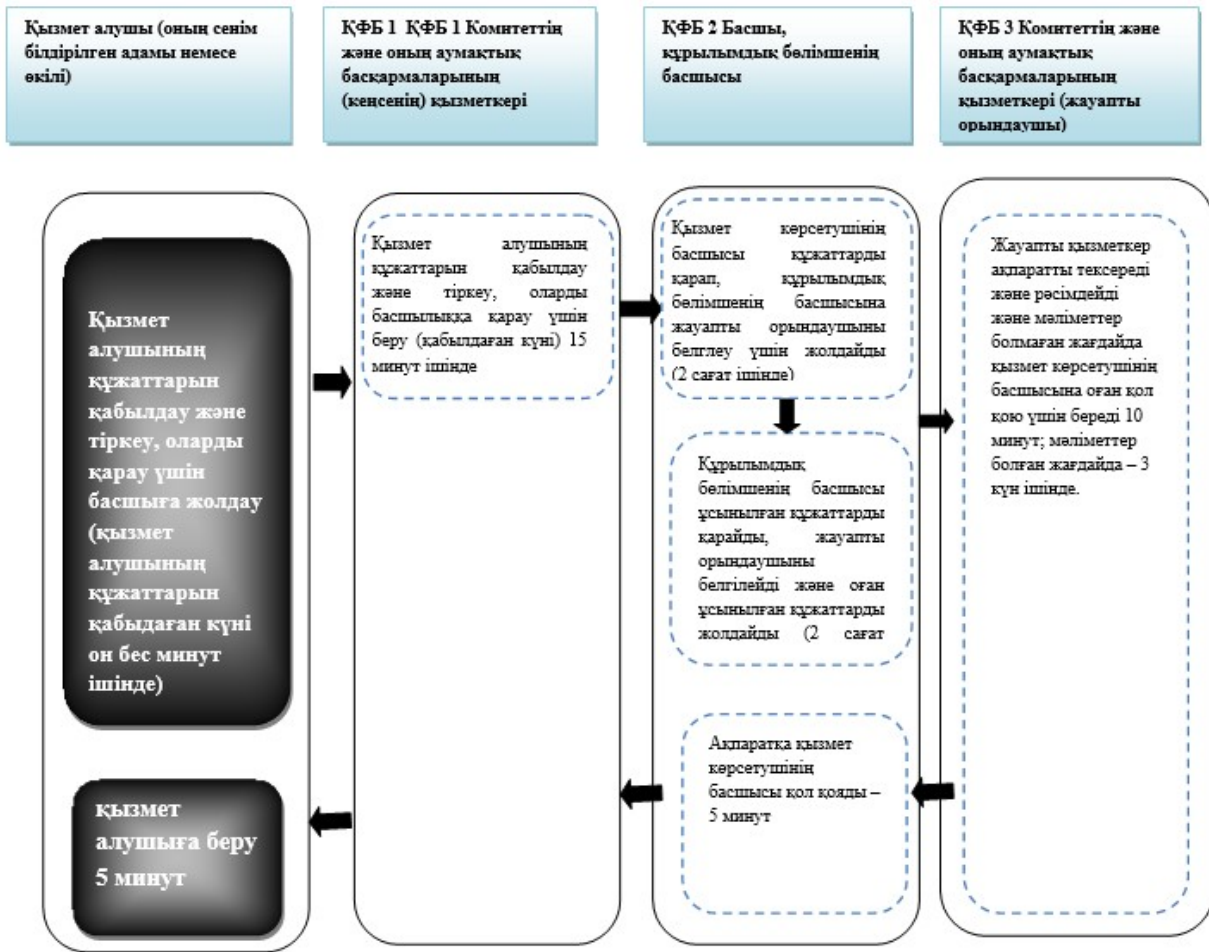 Қызмет алушы (оның сенім
білдірілген адамы немесе
өкілі)
ҚФБ 1 ҚФБ 1 Комитеттің
және оның аумақтық
басқармаларының
(кеңсенің) қызметкері
ҚФБ 2 Басшы,
құрылымдық бөлімшенің
басшысы
ҚФБ 3 Комитеттің және
оның аумақтық
басқармаларының
қызметкері (жауапты
орындаушы)
Қызмет
алушының
құжаттарын
қабылдау және
тіркеу, оларды
қарау үшін
басшыға жолдау
(қызмет
алушының
құжаттарын
қабыдаған күні
он бес минут
ішінде)
қызмет
алушыға беру
5 минут
Қызмет алушының
құжаттарын қабылдау
және тіркеу, оларды
басшылыққа қарау үшін
беру (қабылдаған күні) 15
минут ішінде
Қызмет көрсетушінің
басшысы құжаттарды
қарап, құрылымдық
бөлімшенің басшысына
жауапты орындаушыны
белглеу үшін жолдайды
(2 сағат ішінде)
Құрылымдық
бөлімшенің басшысы
ұсынылған құжаттарды
қарайды, жауапты
орындаушыны
белгілейді және оған
ұсынылған құжаттарды
жолдайды (2 сағат
Ақпаратқа қызмет
көрсетушінің
басшысы қол қояды –
5 минут
Жауапты қызметкер
ақпаратты тексереді
және рәсімдейді
және мәліметтер
болмаған жағдайда
қызмет көрсетушінің
басшысына оған қол
қою үшін береді 10
минут; мәліметтер
болған жағдайда – 3
күн ішінде.